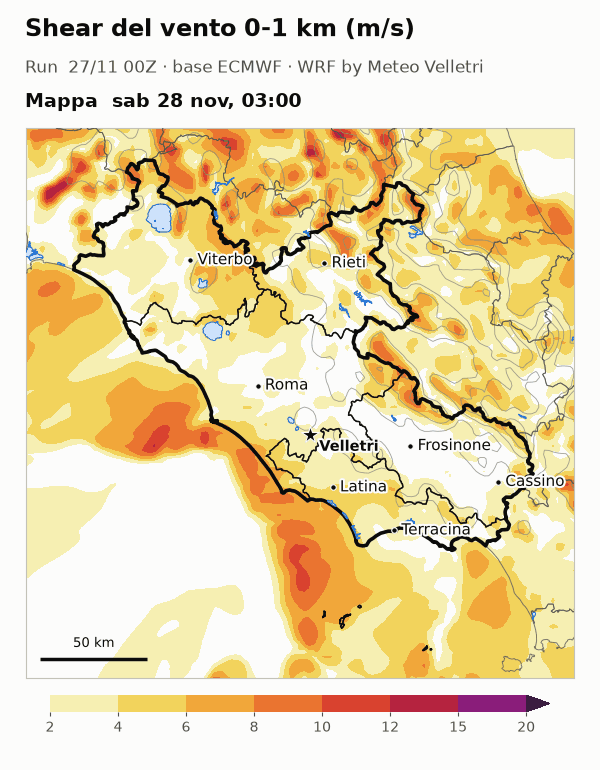 Shear del vento 0-1 km (m/s)
Run 27/11 00Z · base ECMWF · WRF by Meteo Velletri
Mappa sab 28 nov, 03:00
Viterbo
Rieti
Roma
Velletri
Frosinone
Latina
Cassino
Terracina
50 km
2 4 6 8 10 12 15 20